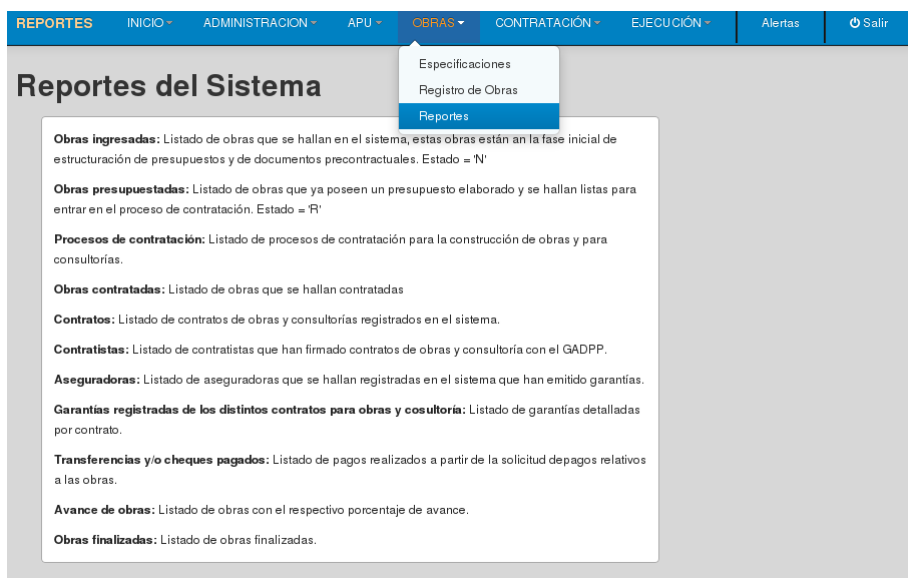 REPORTES INICIO ADMINISTRACION APU OBRAS CONTRATACIÓN EJECUCIÓN Alertas Salir
Especificaciones
Registro de Obras
Reportes
Reportes del Sistema
Obras ingresadas: Listado de obras que se hallan en el sistema, estas obras están an la fase inicial de
estructuración de presupuestos y de documentos precontractuales. Estado = 'N'
Obras presupuestadas: Listado de obras que ya poseen un presupuesto elaborado y se hallan listas para
entrar en el proceso de contratación. Estado = 'R'
Procesos de contratación: Listado de procesos de contratación para la construcción de obras y para
consultorías.
Obras contratadas: Listado de obras que se hallan contratadas
Contratos: Listado de contratos de obras y consultorías registrados en el sistema.
Contratistas: Listado de contratistas que han firmado contratos de obras y consultoría con el GADPP.
Aseguradoras: Listado de aseguradoras que se hallan registradas en el sistema que han emitido garantías.
Garantías registradas de los distintos contratos para obras y cosultoría: Listado de garantías detalladas
por contrato.
Transferencias y/o cheques pagados: Listado de pagos realizados a partir de la solicitud depagos relativos
a las obras.
Avance de obras: Listado de obras con el respectivo porcentaje de avance.
Obras finalizadas: Listado de obras finalizadas.